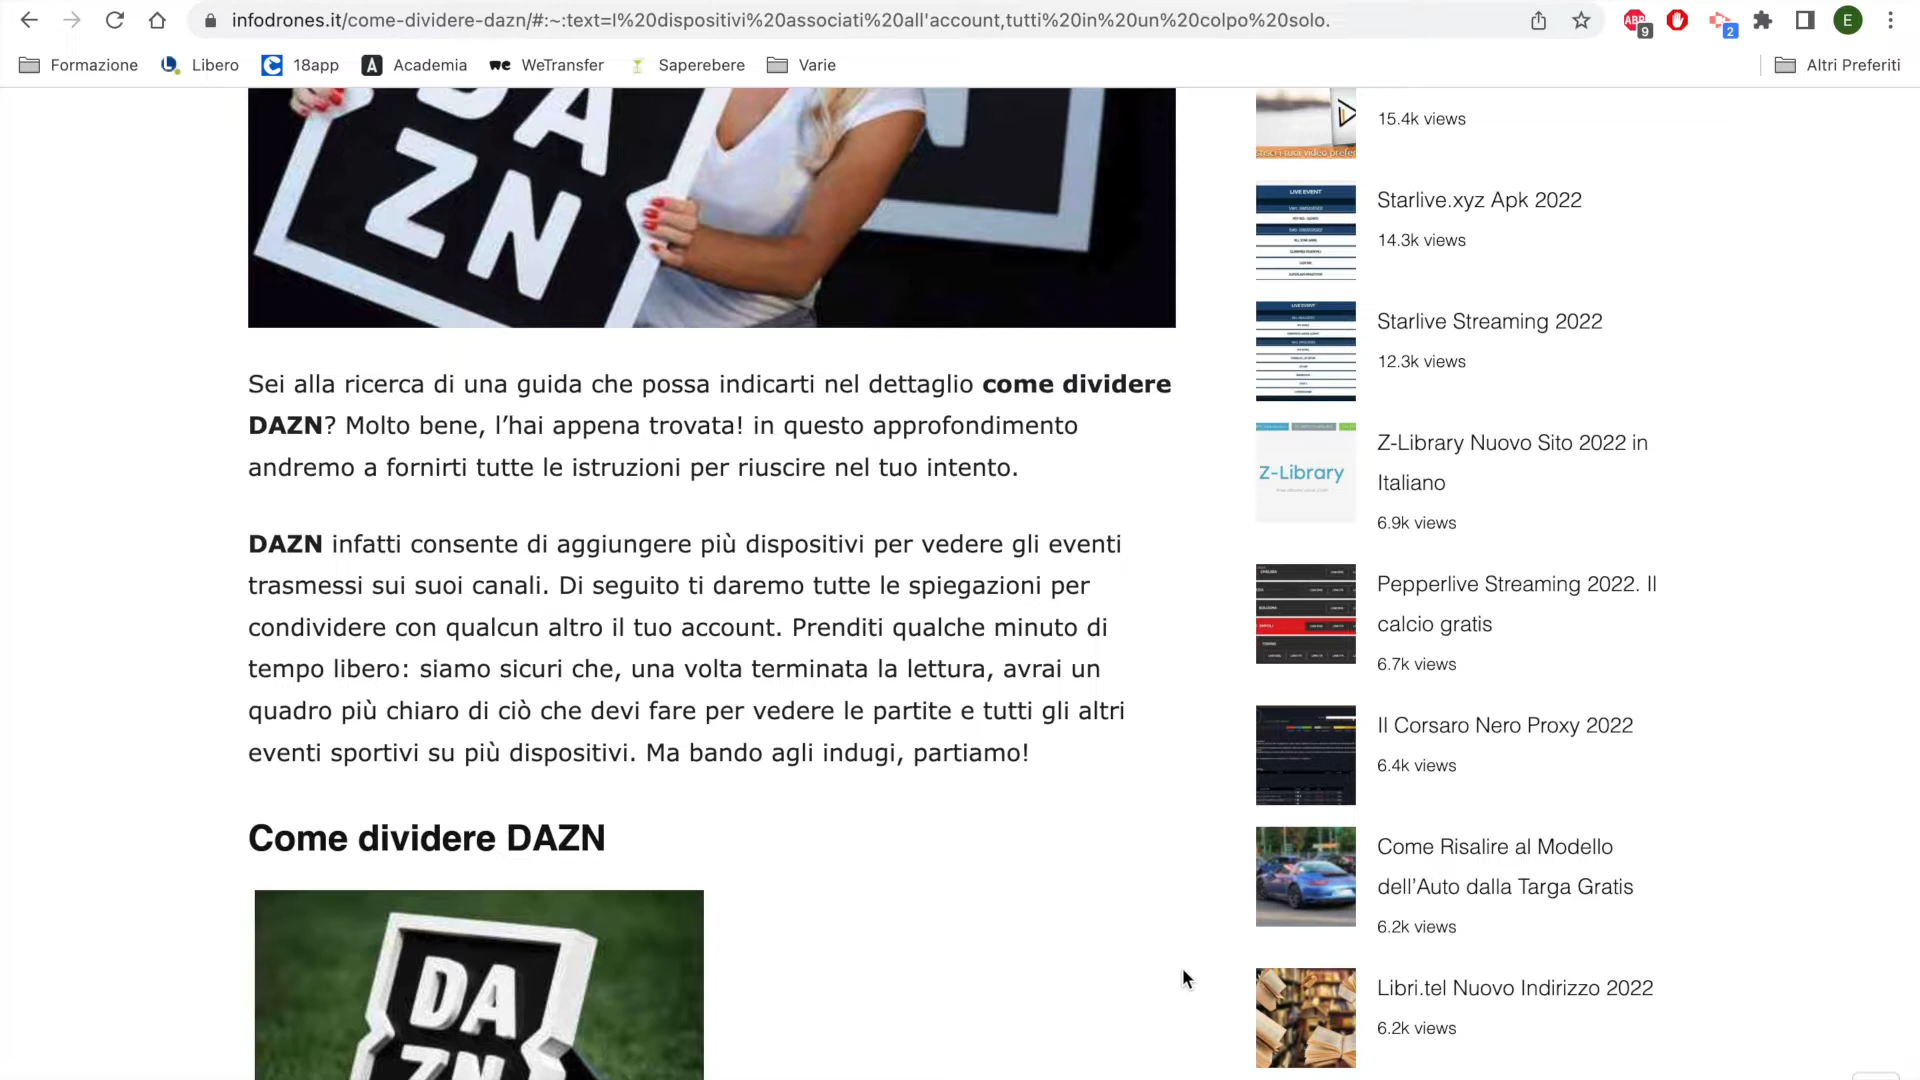 infodrones.it/come-dividere-dazn/#:~:text=I%20dispositivi%20associati%20all'account,tutti%20in%20un%20colpo%20solo.
ABP
9
2
E
Formazione
Libero
18app
Academia
WeTransfer
Saperebere
Varie
Altri Preferiti
DA
ZN
Sei alla ricerca di una guida che possa indicarti nel dettaglio come dividere
DAZN? Molto bene, l’hai appena trovata! in questo approfondimento
andremo a fornirti tutte le istruzioni per riuscire nel tuo intento.
DAZN infatti consente di aggiungere più dispositivi per vedere gli eventi
trasmessi sui suoi canali. Di seguito ti daremo tutte le spiegazioni per
condividere con qualcun altro il tuo account. Prenditi qualche minuto di
tempo libero: siamo sicuri che, una volta terminata la lettura, avrai un
quadro più chiaro di ciò che devi fare per vedere le partite e tutti gli altri
eventi sportivi su più dispositivi. Ma bando agli indugi, partiamo!
Come dividere DAZN
DA
ZN
15.4k views
LIVE EVENT
Starlive.xyz Apk 2022
14.3k views
LIVE EVENT
Starlive Streaming 2022
12.3k views
Z-Library
Z-Library Nuovo Sito 2022 in
Italiano
6.9k views
Pepperlive Streaming 2022. Il
calcio gratis
6.7k views
Il Corsaro Nero Proxy 2022
6.4k views
Come Risalire al Modello
dell’Auto dalla Targa Gratis
6.2k views
Libri.tel Nuovo Indirizzo 2022
6.2k views